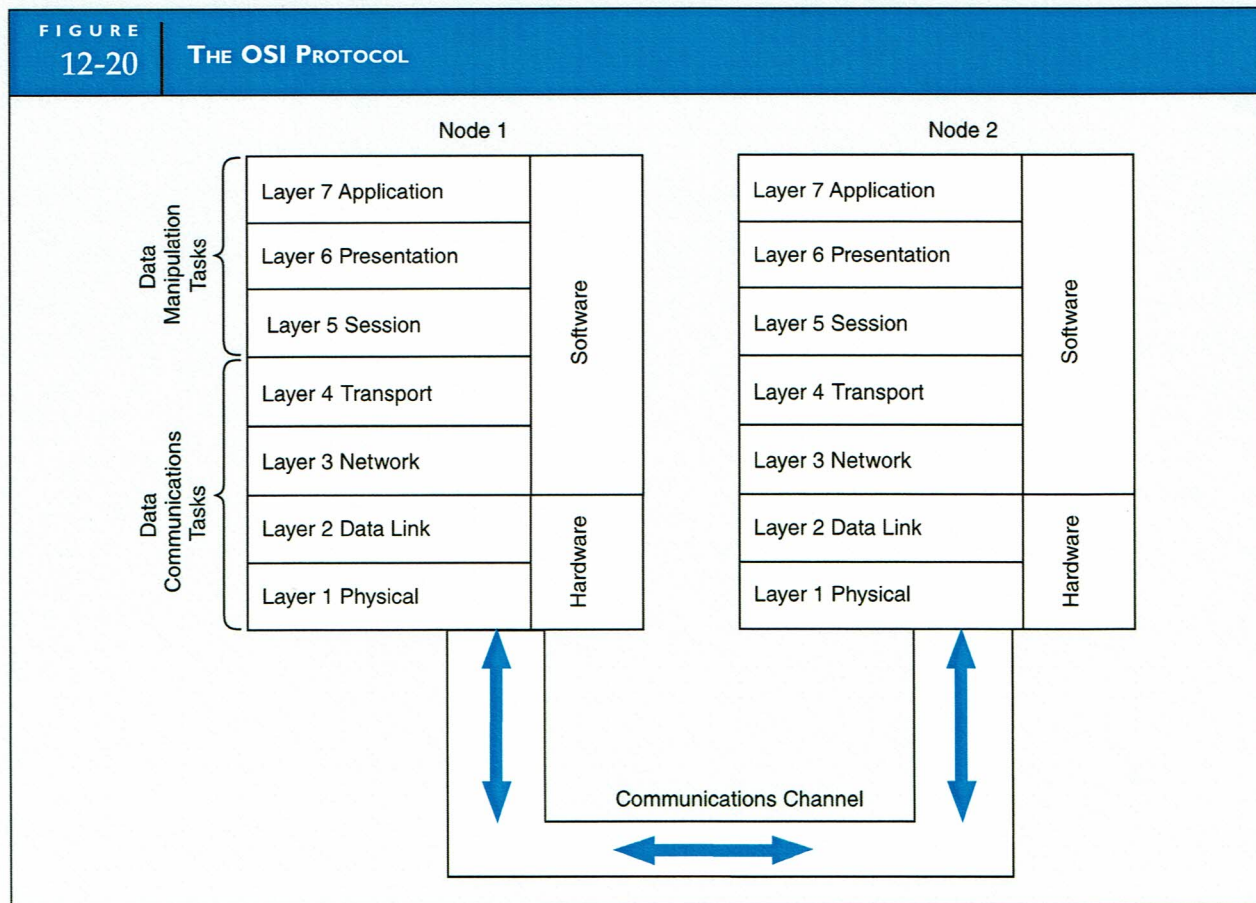 FIGURE
12-20
THE OSI PROTOCOL
Node 1
Node 2
Data
Manipulation
Tasks
Data
Communications
Tasks
Layer 7 Application
Layer 6 Presentation
Layer 5 Session
Layer 4 Transport
Layer 3 Network
Layer 2 Data Link
Layer 1 Physical
Software
Hardware
Layer 7 Application
Layer 6 Presentation
Layer 5 Session
Layer 4 Transport
Layer 3 Network
Layer 2 Data Link
Layer 1 Physical
Software
Hardware
Communications Channel